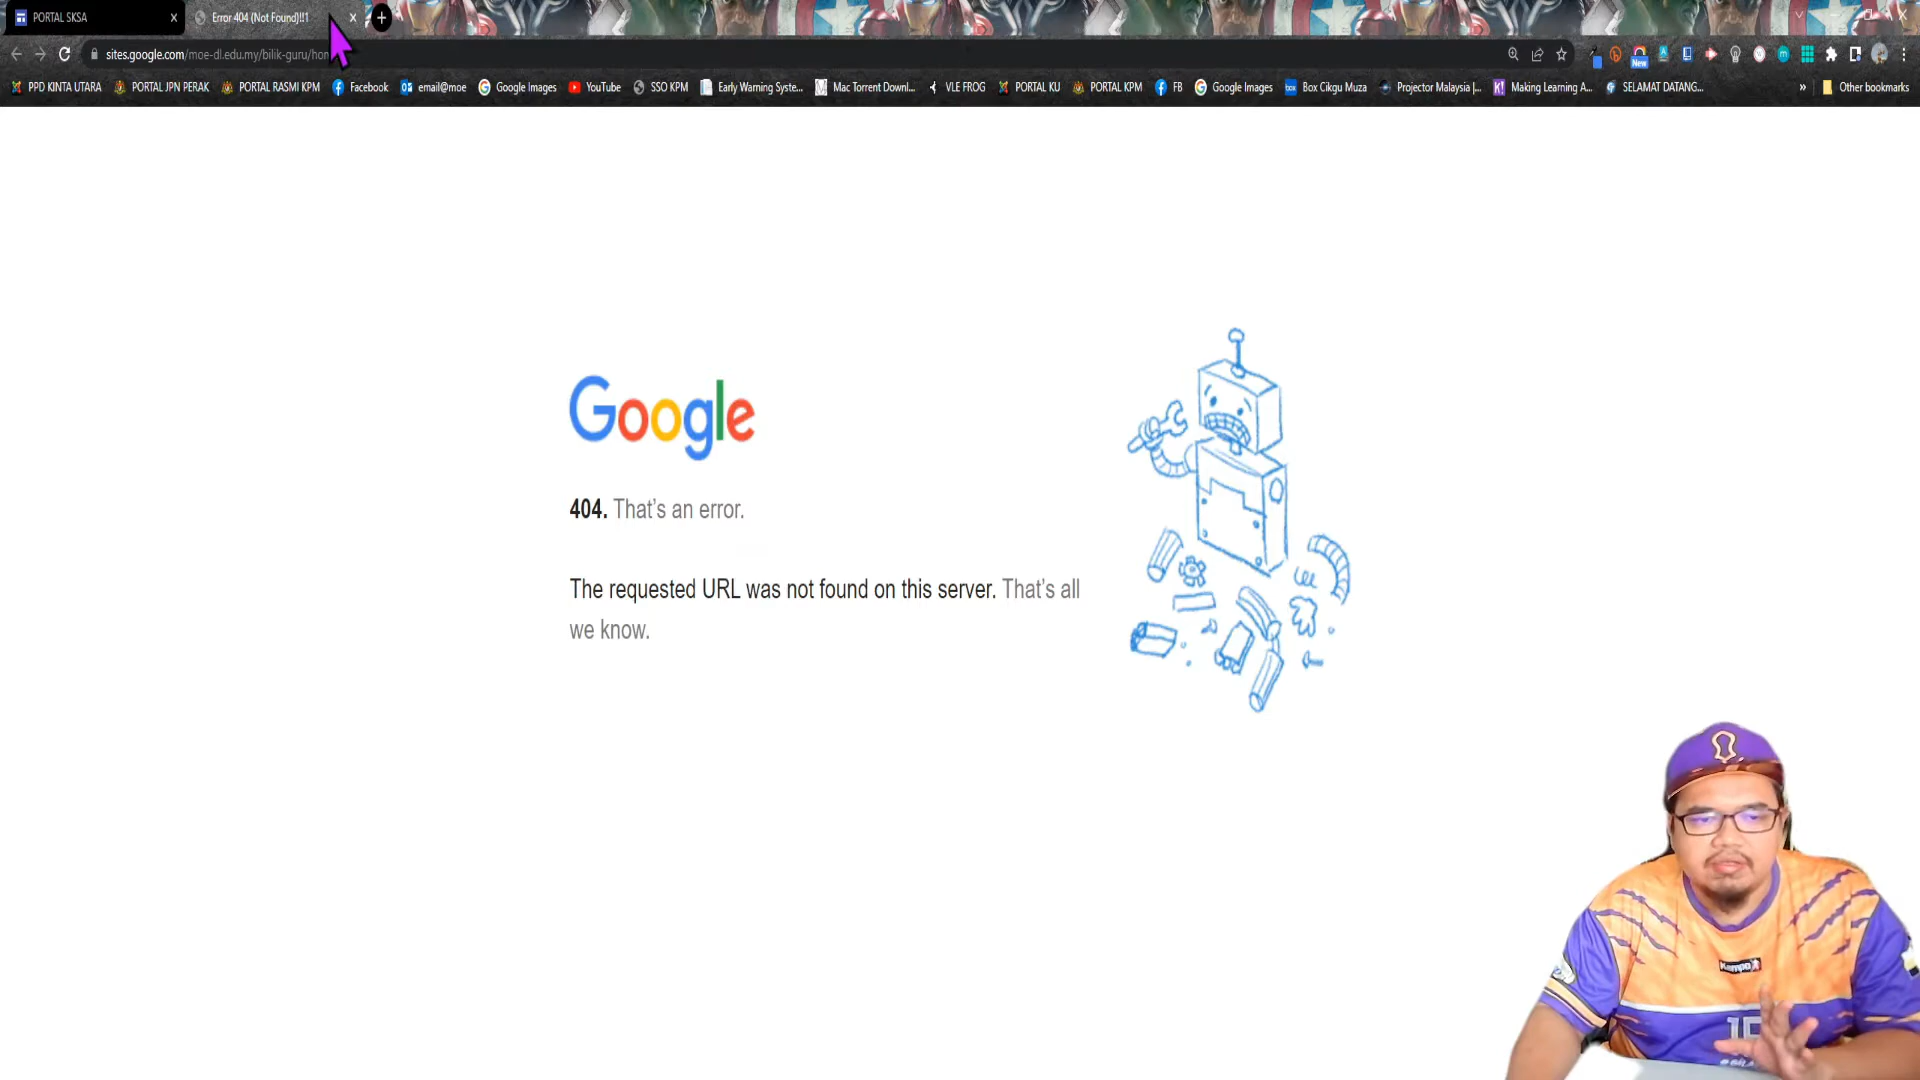 PORTAL SKSA
Error 404 (Not Found)!!1
sites.google.com/moe-dl.edu.my/bilik-guru/hom
New
PPD KINTA UTARA PORTAL JPN PERAK PORTAL RASMI KPM Facebook email@moe Google Images YouTube SSO KPM Early Warning Syste... Mac Torrent Downl... VLE FROG PORTAL KU PORTAL KPM FB Google Images Box Cikgu Muza Projector Malaysia |... Making Learning A... SELAMAT DATANG... » Other bookmarks
Google
404. That's an error.
The requested URL was not found on this server. That's all
we know.
Kampo